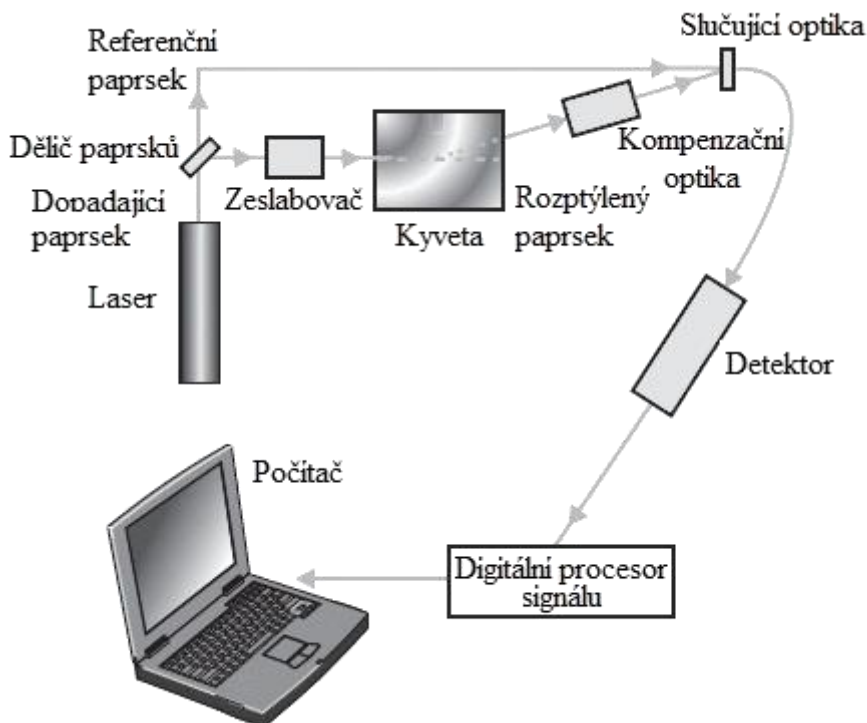 Slučující optika
Referenční
paprsek
Dělič paprsků
Kompenzační
optika
Dopadající
paprsek
Zeslabovač
Kyveta
Rozptýlený
paprsek
Laser
Detektor
Počítač
Digitální procesor
signálu